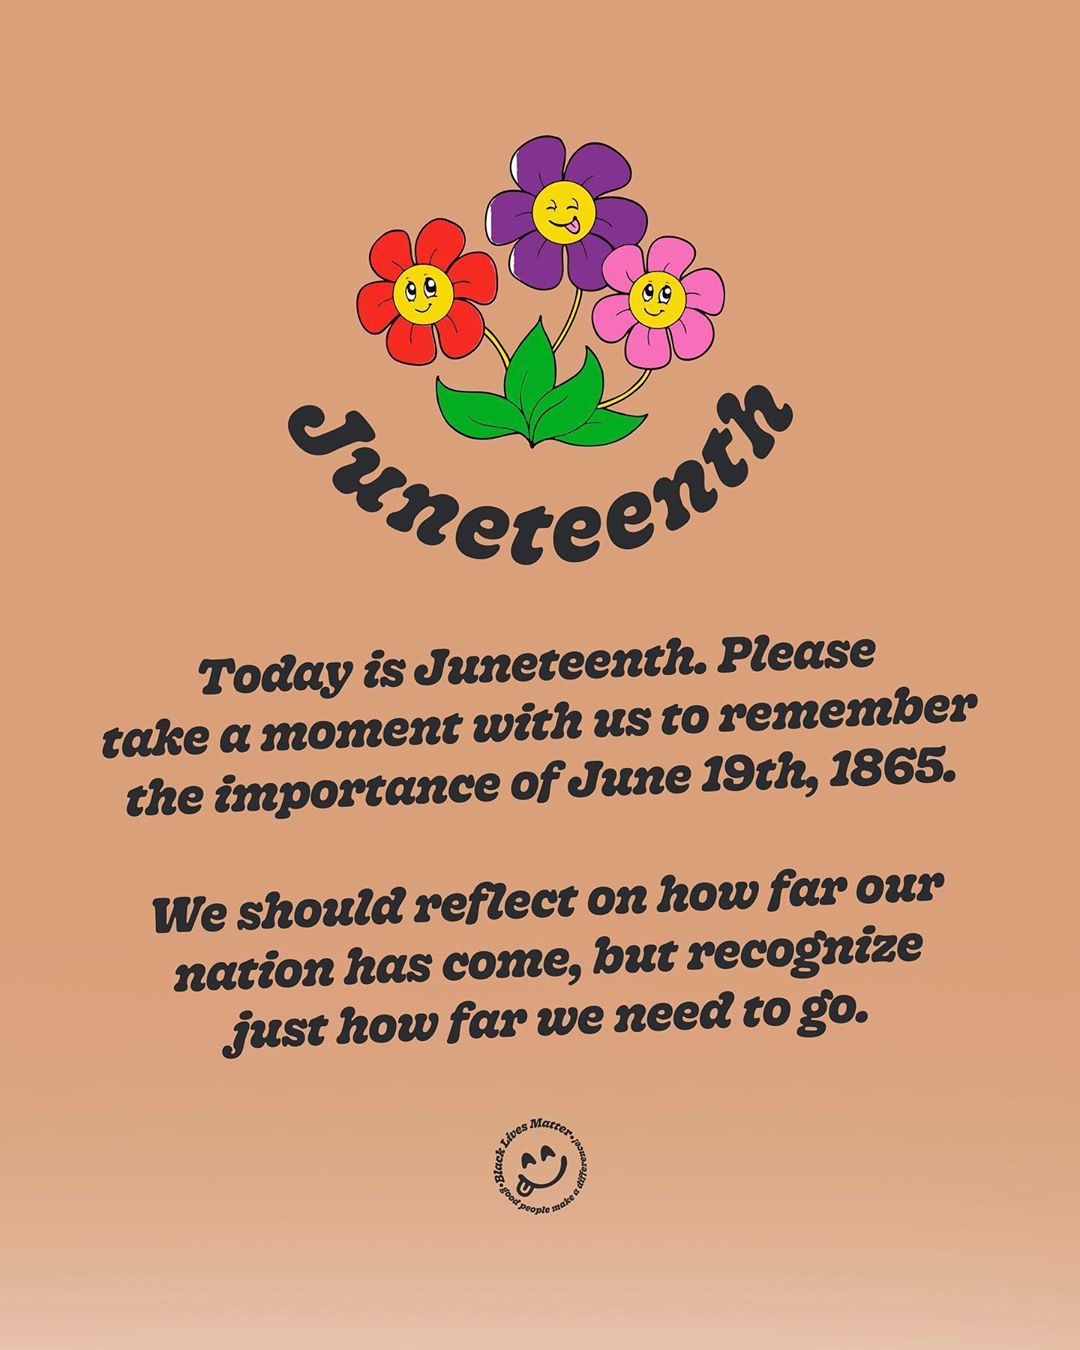 Juneteenth
Today is Juneteenth. Please
take a moment with us to remember
the importance of June 19th, 1865.
We should reflect on how far our
nation has come, but recognize
just how far we need to go.
•Black Lives Matter•
good people make a difference!